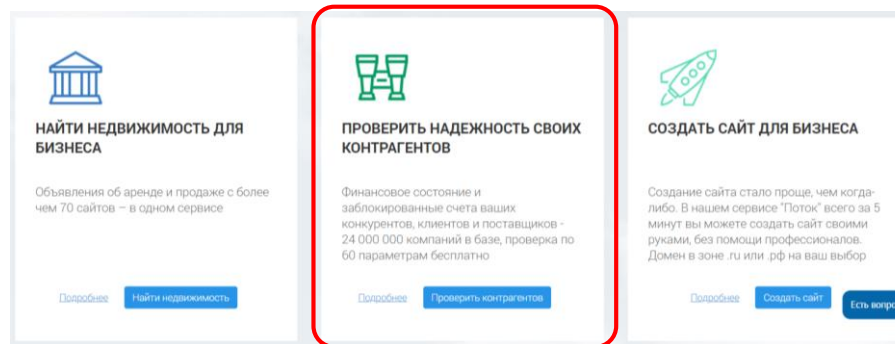 НАЙТИ НЕДВИЖИМОСТЬ ДЛЯ
БИЗНЕСА
Объявления об аренде и продаже с более
чем 70 сайтов – в одном сервисе
Подробнее
Найти недвижимость
ПРОВЕРИТЬ НАДЕЖНОСТЬ СВОИХ
КОНТРАГЕНТОВ
Финансовое состояние и
заблокированные счета ваших
конкурентов, клиентов и поставщиков -
24 000 000 компаний в базе, проверка по
60 параметрам бесплатно
Подробнее
Проверить контрагентов
СОЗДАТЬ САЙТ ДЛЯ БИЗНЕСА
Создание сайта стало проще, чем когда-
либо. В нашем сервисе "Поток" всего за 5
минут вы можете создать сайт своими
руками, без помощи профессионалов.
Домен в зоне .ru или .рф на ваш выбор
Подробнее
Создать сайт
Есть вопро